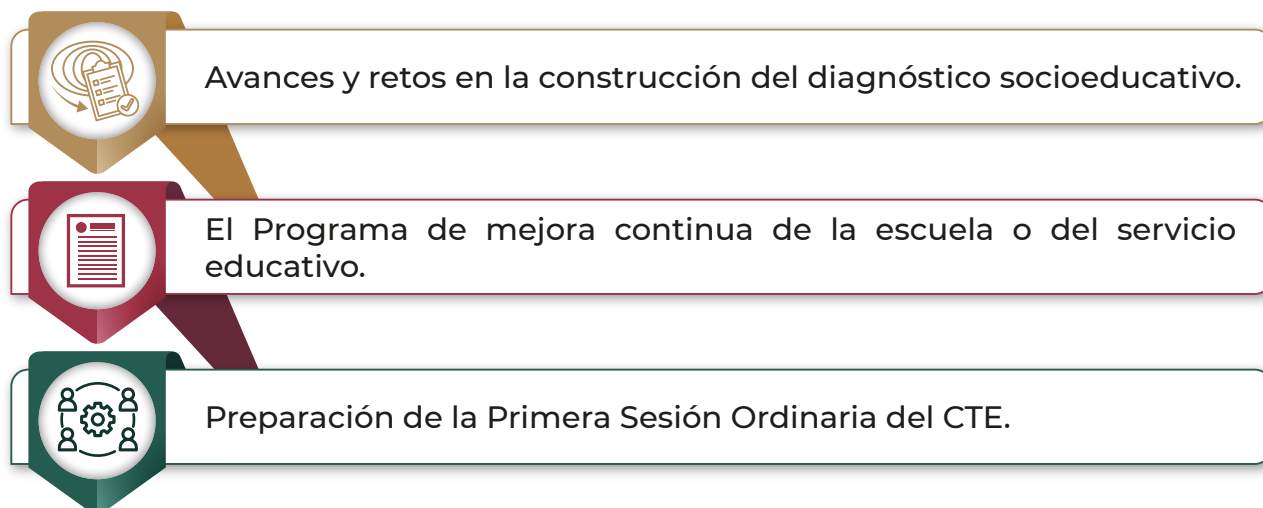 Avances y retos en la construcción del diagnóstico socioeducativo.
El Programa de mejora continua de la escuela o del servicio
educativo.
Preparación de la Primera Sesión Ordinaria del CTE.